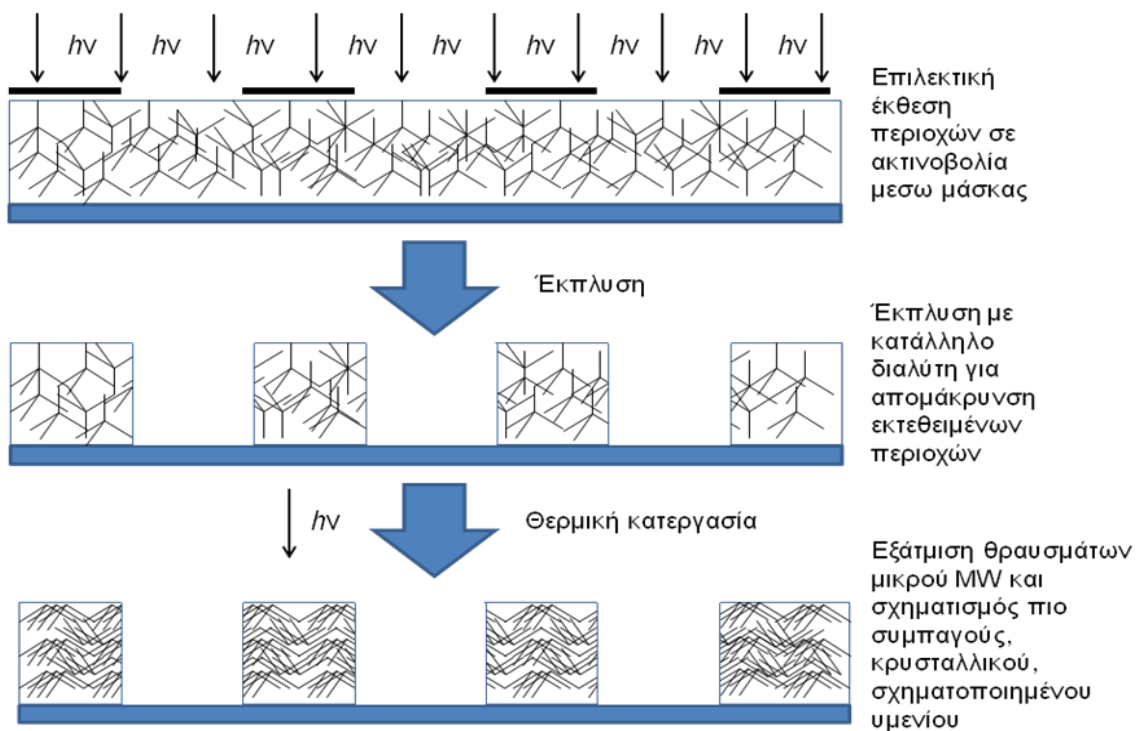 hν hν hν hν hν hν hν hν
Επιλεκτική
έκθεση
περιοχών σε
ακτινοβολία
μεσω μάσκας
Έκπλυση
Έκπλυση με
κατάλληλο
διαλύτη για
απομάκρυνση
εκτεθειμένων
περιοχών
hν
Θερμική κατεργασία
Εξάτμιση θραυσμάτων
μικρού MW και
σχηματισμός πιο
συμπαγούς,
κρυσταλλικού,
σχηματοποιημένου
υμενίου